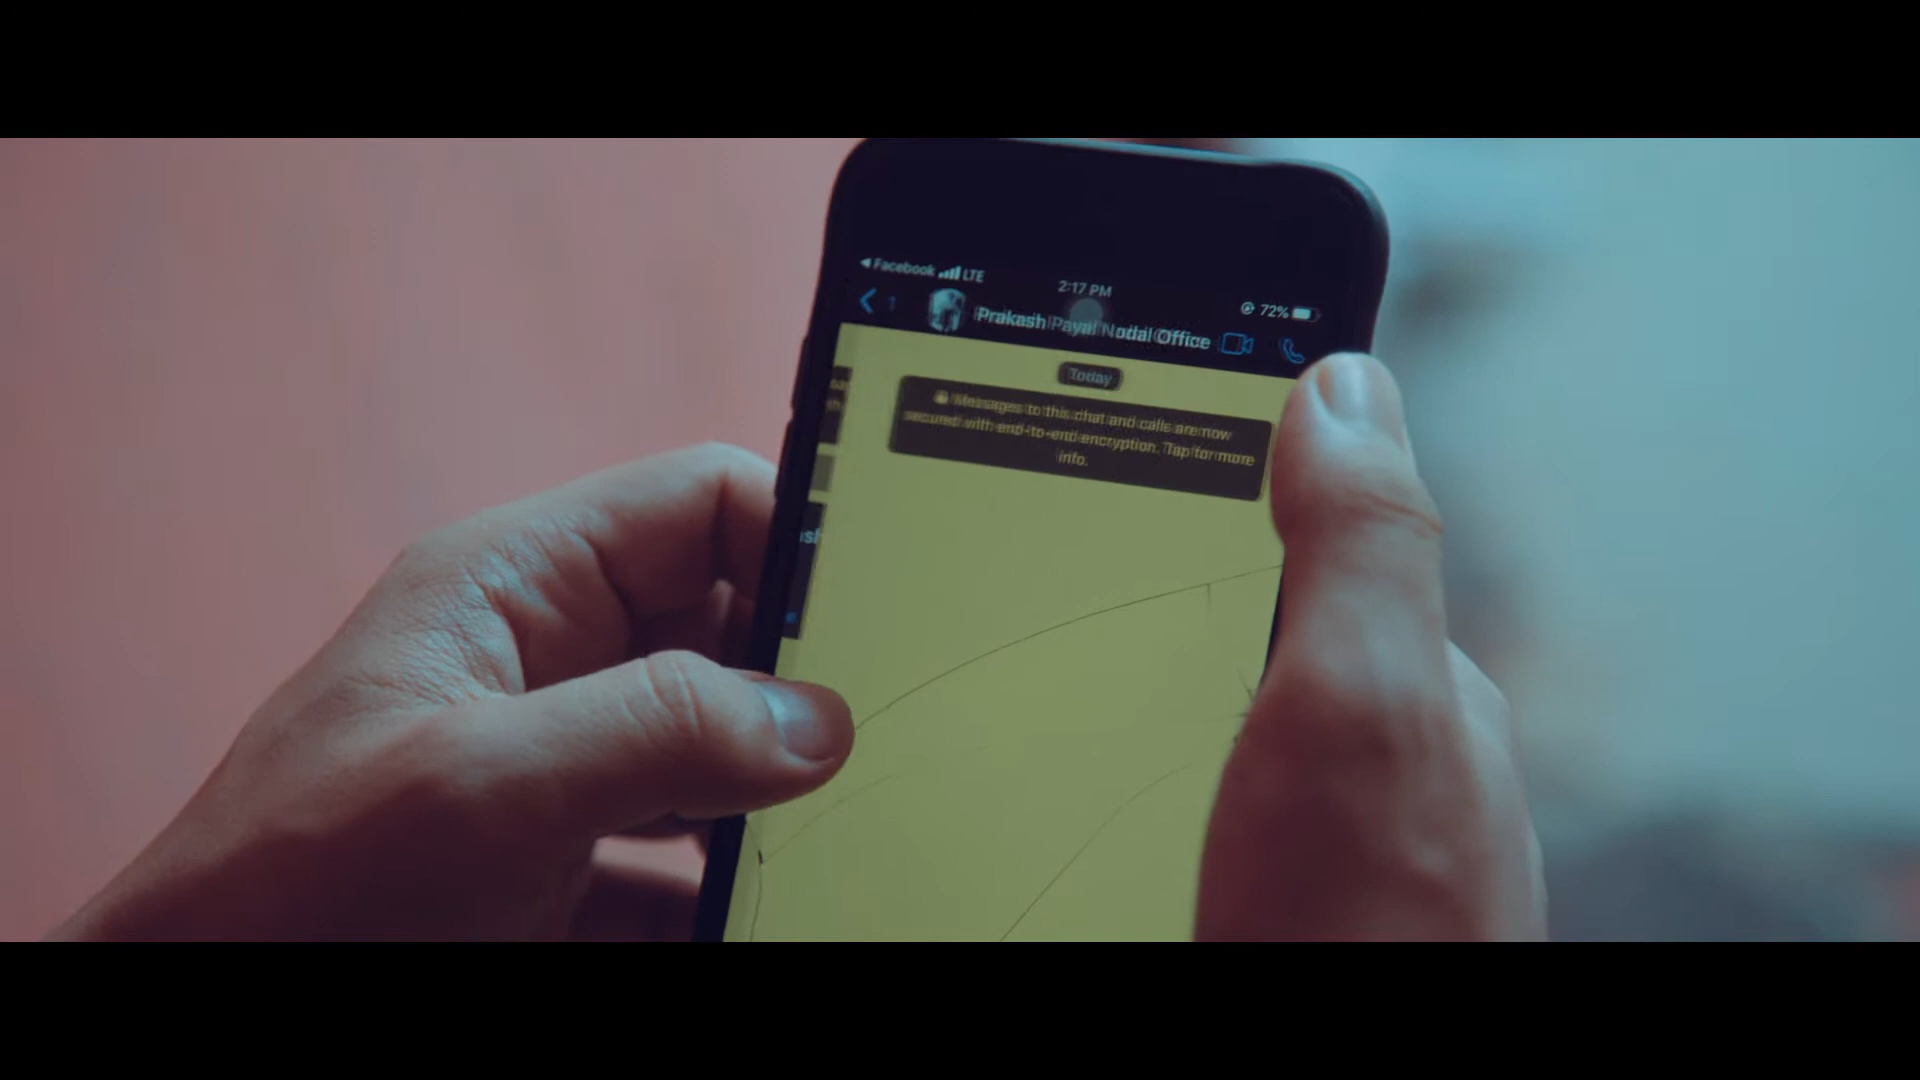 ◀ Facebook LTE
2:17 PM
72%
1
Prakash Payal Nodal Office
Today
Messages to this chat and calls are now
secured with end-to-end encryption. Tap for more
info.